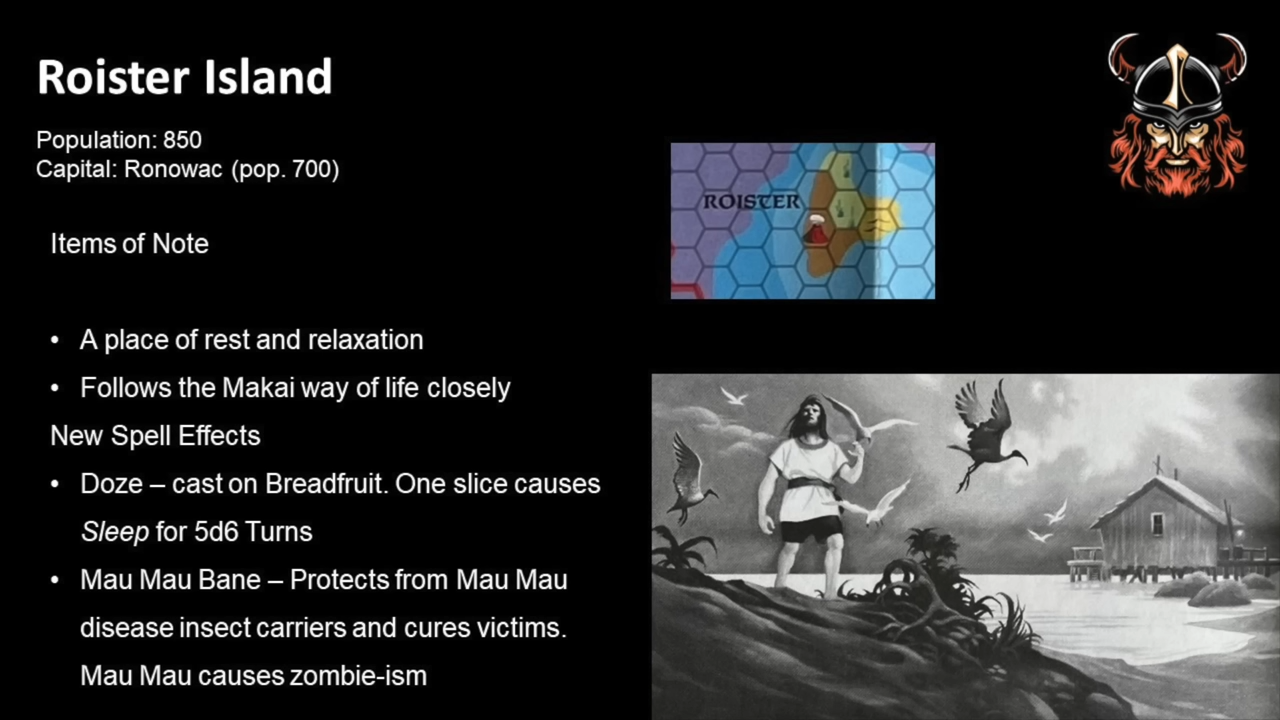 Roister Island
Population: 850
Capital: Ronowac (pop. 700)
ROISTER
Items of Note
• A place of rest and relaxation
• Follows the Makai way of life closely
New Spell Effects
• Doze – cast on Breadfruit. One slice causes
Sleep for 5d6 Turns
• Mau Mau Bane – Protects from Mau Mau
disease insect carriers and cures victims.
Mau Mau causes zombie-ism